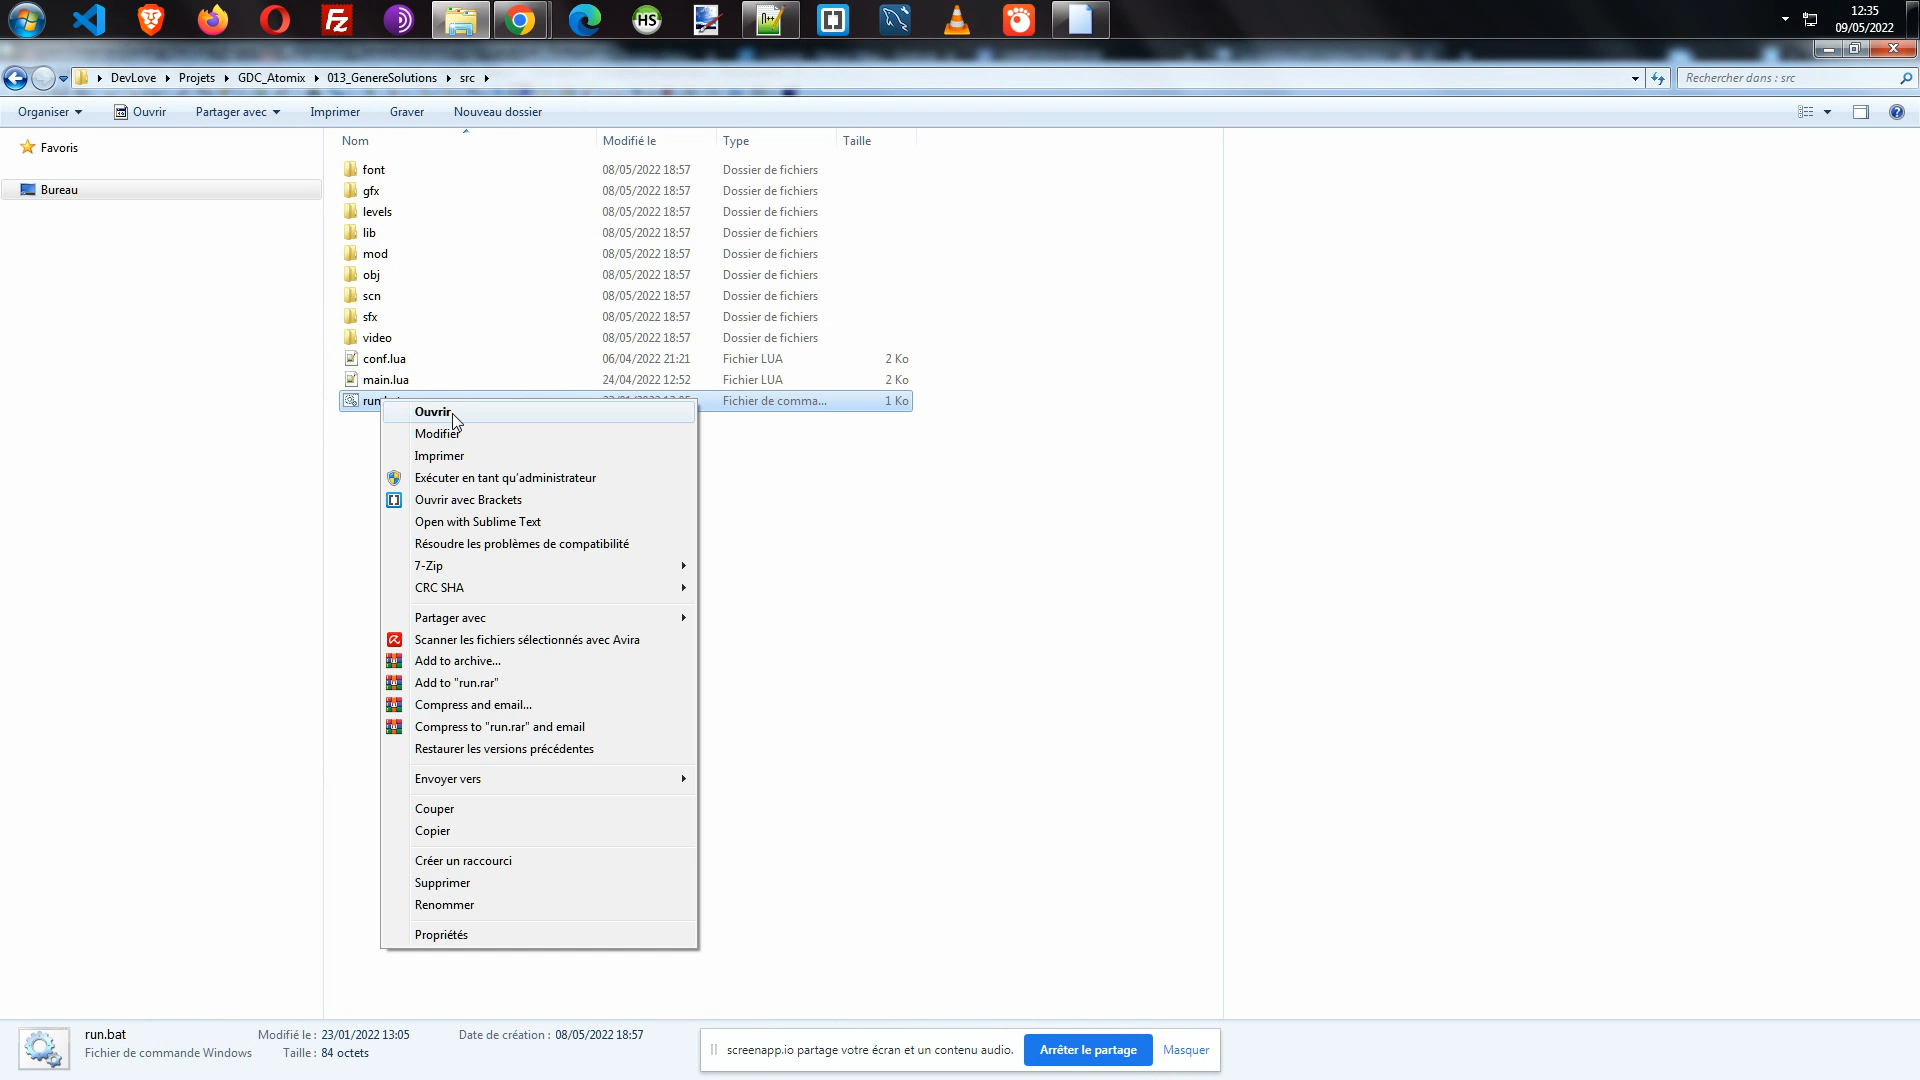 12:35
09/05/2022
DevLove
Projets
GDC_Atomix
013_GenereSolutions
src
Rechercher dans : src
Organiser
Ouvrir
Partager avec
Imprimer
Graver
Nouveau dossier
Favoris
Bureau
Nom Modifié le Type Taille
font 08/05/2022 18:57 Dossier de fichiers
gfx 08/05/2022 18:57 Dossier de fichiers
levels 08/05/2022 18:57 Dossier de fichiers
lib 08/05/2022 18:57 Dossier de fichiers
mod 08/05/2022 18:57 Dossier de fichiers
obj 08/05/2022 18:57 Dossier de fichiers
scn 08/05/2022 18:57 Dossier de fichiers
sfx 08/05/2022 18:57 Dossier de fichiers
video 08/05/2022 18:57 Dossier de fichiers
conf.lua 06/04/2022 21:21 Fichier LUA 2 Ko
main.lua 24/04/2022 12:52 Fichier LUA 2 Ko
Fichier de comma... 1 Ko
Ouvrir
Modifier
Imprimer
Exécuter en tant qu'administrateur
Ouvrir avec Brackets
Open with Sublime Text
Résoudre les problèmes de compatibilité
7-Zip
CRC SHA
Partager avec
Scanner les fichiers sélectionnés avec Avira
Add to archive...
Add to "run.rar"
Compress and email...
Compress to "run.rar" and email
Restaurer les versions précédentes
Envoyer vers
Couper
Copier
Créer un raccourci
Supprimer
Renommer
Propriétés
run.bat Modifié le : 23/01/2022 13:05 Date de création : 08/05/2022 18:57
Fichier de commande Windows Taille : 84 octets
screenapp.io partage votre écran et un contenu audio. Arrêter le partage Masquer